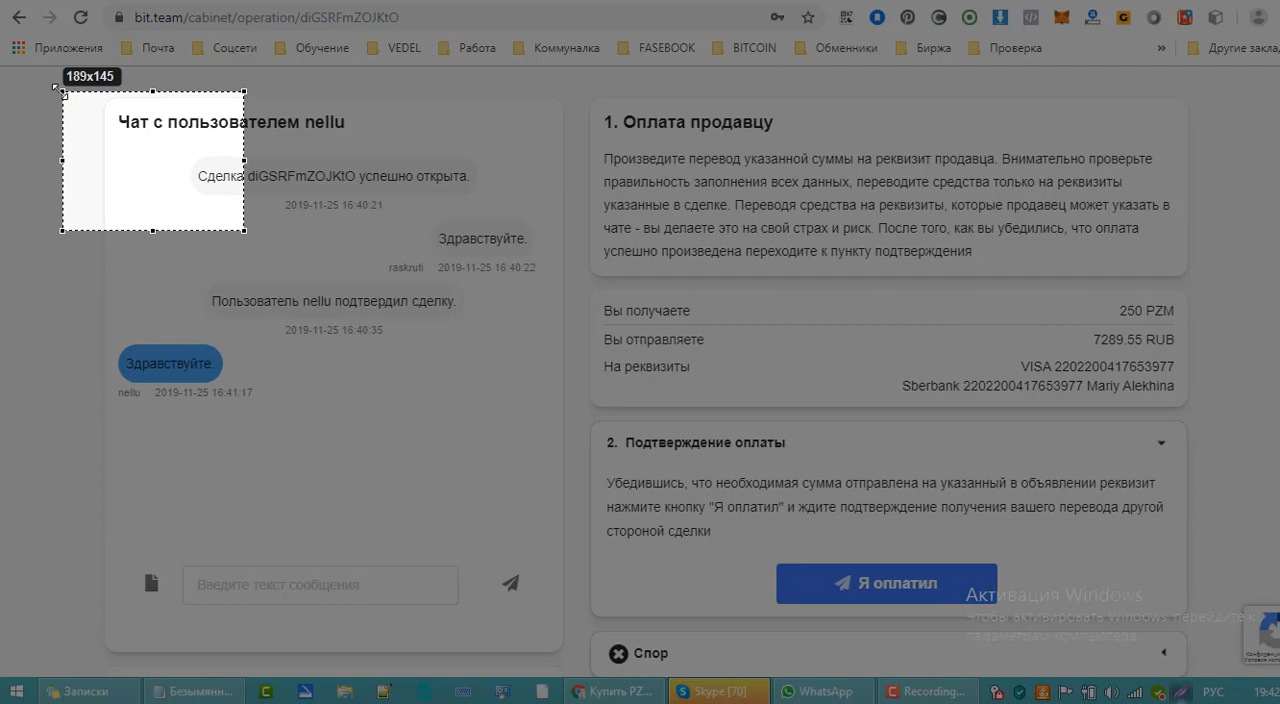 bit.team/cabinet/operation/diGSRFmZOJKtO
Приложения Почта Соцсети Обучение VEDEL Работа Коммуналка FASEBOOK BITCOIN Обменники Биржа Проверка » Другие закла
189x145
Чат с пользователем nellu
Сделка diGSRFmZOJKtO успешно открыта.
2019-11-25 16:40:21
Здравствуйте.
raskruti 2019-11-25 16:40:22
Пользователь nellu подтвердил сделку.
2019-11-25 16:40:35
Здравствуйте.
nellu 2019-11-25 16:41:17
Введите текст сообщения
1. Оплата продавцу
Произведите перевод указанной суммы на реквизит продавца. Внимательно проверьте
правильность заполнения всех данных, переводите средства только на реквизиты
указанные в сделке. Переводя средства на реквизиты, которые продавец может указать в
чате - вы делаете это на свой страх и риск. После того, как вы убедились, что оплата
успешно произведена переходите к пункту подтверждения
Вы получаете 250 PZM
Вы отправляете 7289.55 RUB
На реквизиты VISA 2202200417653977
Sberbank 2202200417653977 Mariy Alekhina
2. Подтверждение оплаты
Убедившись, что необходимая сумма отправлена на указанный в объявлении реквизит
нажмите кнопку "Я оплатил" и ждите подтверждение получения вашего перевода другой
стороной сделки
Я оплатил
Активация Windows
Чтобы активировать Windows, перейдите к
параметрам компьютера.
Спор
Записки Безымянн... Купить PZ... Skype [70] WhatsApp Recording... РУС 19:42